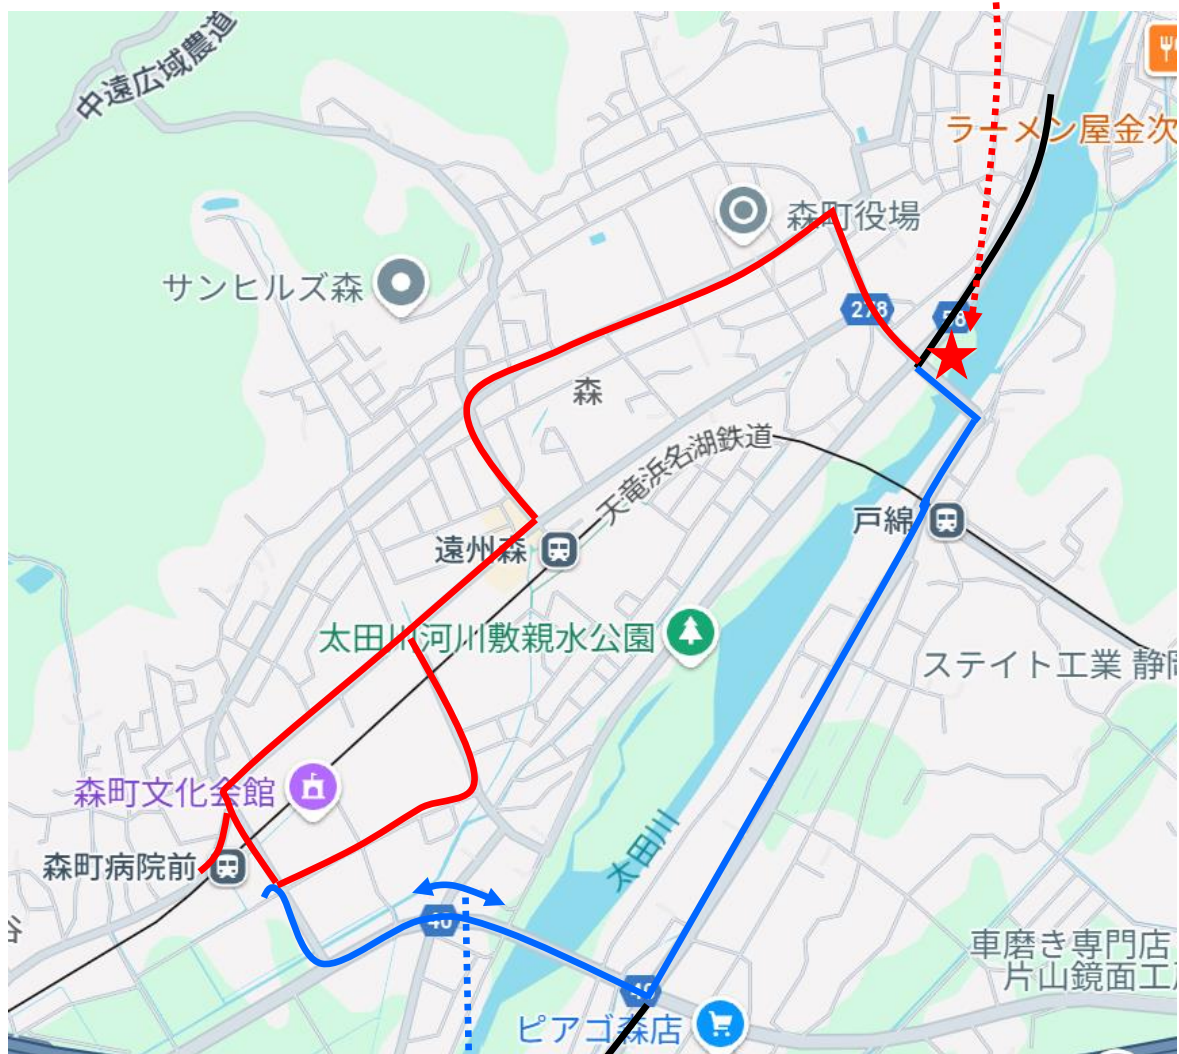 中遠広域農道
ラーメン屋金次
森町役場
サンヒルズ森
278
58
森
天竜浜名湖鉄道
戸綿
遠州森
太田川河川敷親水公園
ステイト工業 静岡
森町文化会館
太田川
森町病院前
谷
40
車磨き専門店
片山鏡面工房
40
ピアゴ森店